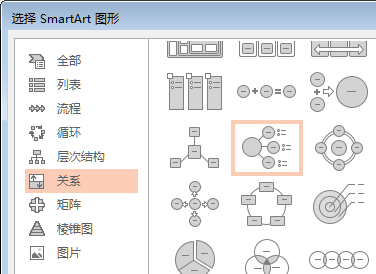 选择 SmartArt 图形
全部
列表
流程
循环
层次结构
关系
矩阵
棱锥图
图片